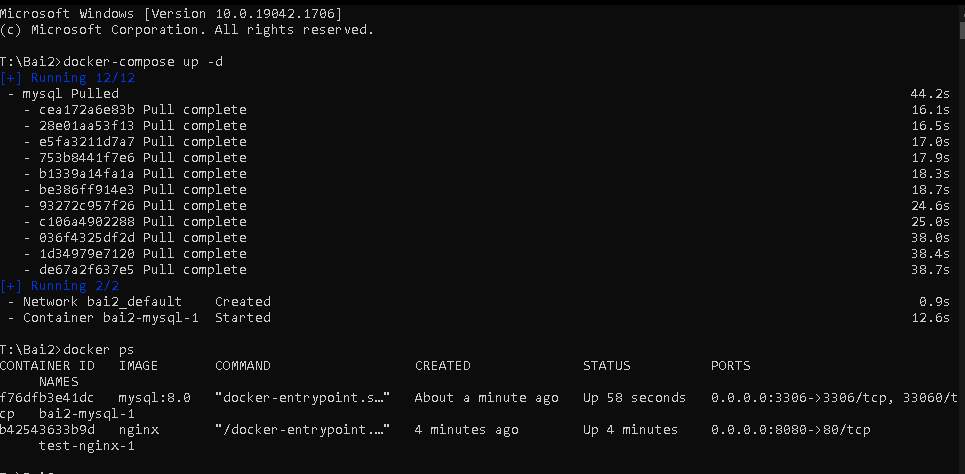 Microsoft Windows [Version 10.0.19042.1706]
(c) Microsoft Corporation. All rights reserved.
T:\Bai2>docker-compose up -d
[+] Running 12/12
- mysql Pulled 44.2s
- cea172a6e83b Pull complete 16.1s
- 28e01aa53f13 Pull complete 16.5s
- e5fa3211d7a7 Pull complete 17.0s
- 753b8441f7e6 Pull complete 17.9s
- b1339a14fa1a Pull complete 18.3s
- be386ff914e3 Pull complete 18.7s
- 93272c957f26 Pull complete 24.6s
- c106a4902288 Pull complete 25.0s
- 036f4325df2d Pull complete 38.0s
- 1d34979e7120 Pull complete 38.4s
- de67a2f637e5 Pull complete 38.7s
[+] Running 2/2
- Network bai2_default Created 0.9s
- Container bai2-mysql-1 Started 12.6s
T:\Bai2>docker ps
CONTAINER ID IMAGE COMMAND CREATED STATUS PORTS
NAMES
f76dfb3e41dc mysql:8.0 "docker-entrypoint.s…" About a minute ago Up 58 seconds 0.0.0.0:3306->3306/tcp, 33060/t
cp bai2-mysql-1
b42543633b9d nginx "/docker-entrypoint.…" 4 minutes ago Up 4 minutes 0.0.0.0:8080->80/tcp
test-nginx-1